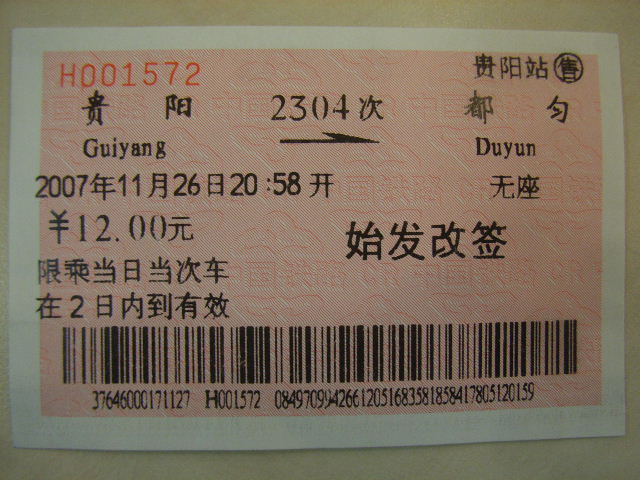 H001572 贵阳站 售
贵 阳 2304次 都 匀
Guiyang Duyun
2007年11月26日20:58开 无座
¥12.00元
始发改签
限乘当日当次车
在2日内到有效
37646000171127 H001572 08497099426612051683581858417805120159